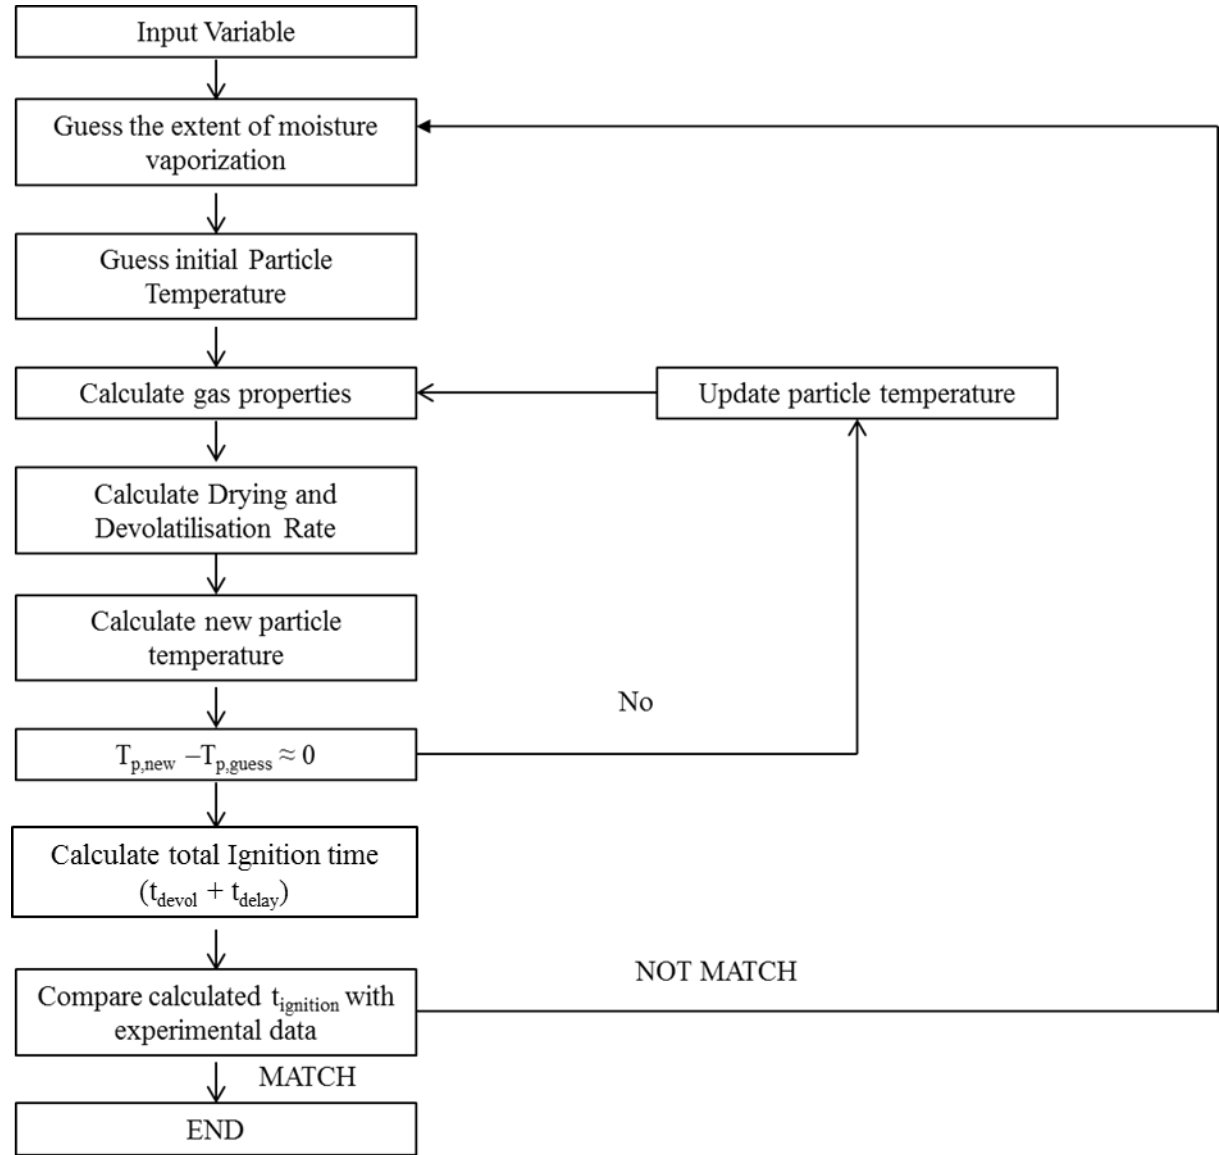 Input Variable
Guess the extent of moisture
vaporization
Guess initial Particle
Temperature
Calculate gas properties
Update particle temperature
Calculate Drying and
Devolatilisation Rate
Calculate new particle
temperature
No
Tp,new –Tp,guess ≈ 0
Calculate total Ignition time
(tdevol + tdelay)
NOT MATCH
Compare calculated tignition with
experimental data
MATCH
END